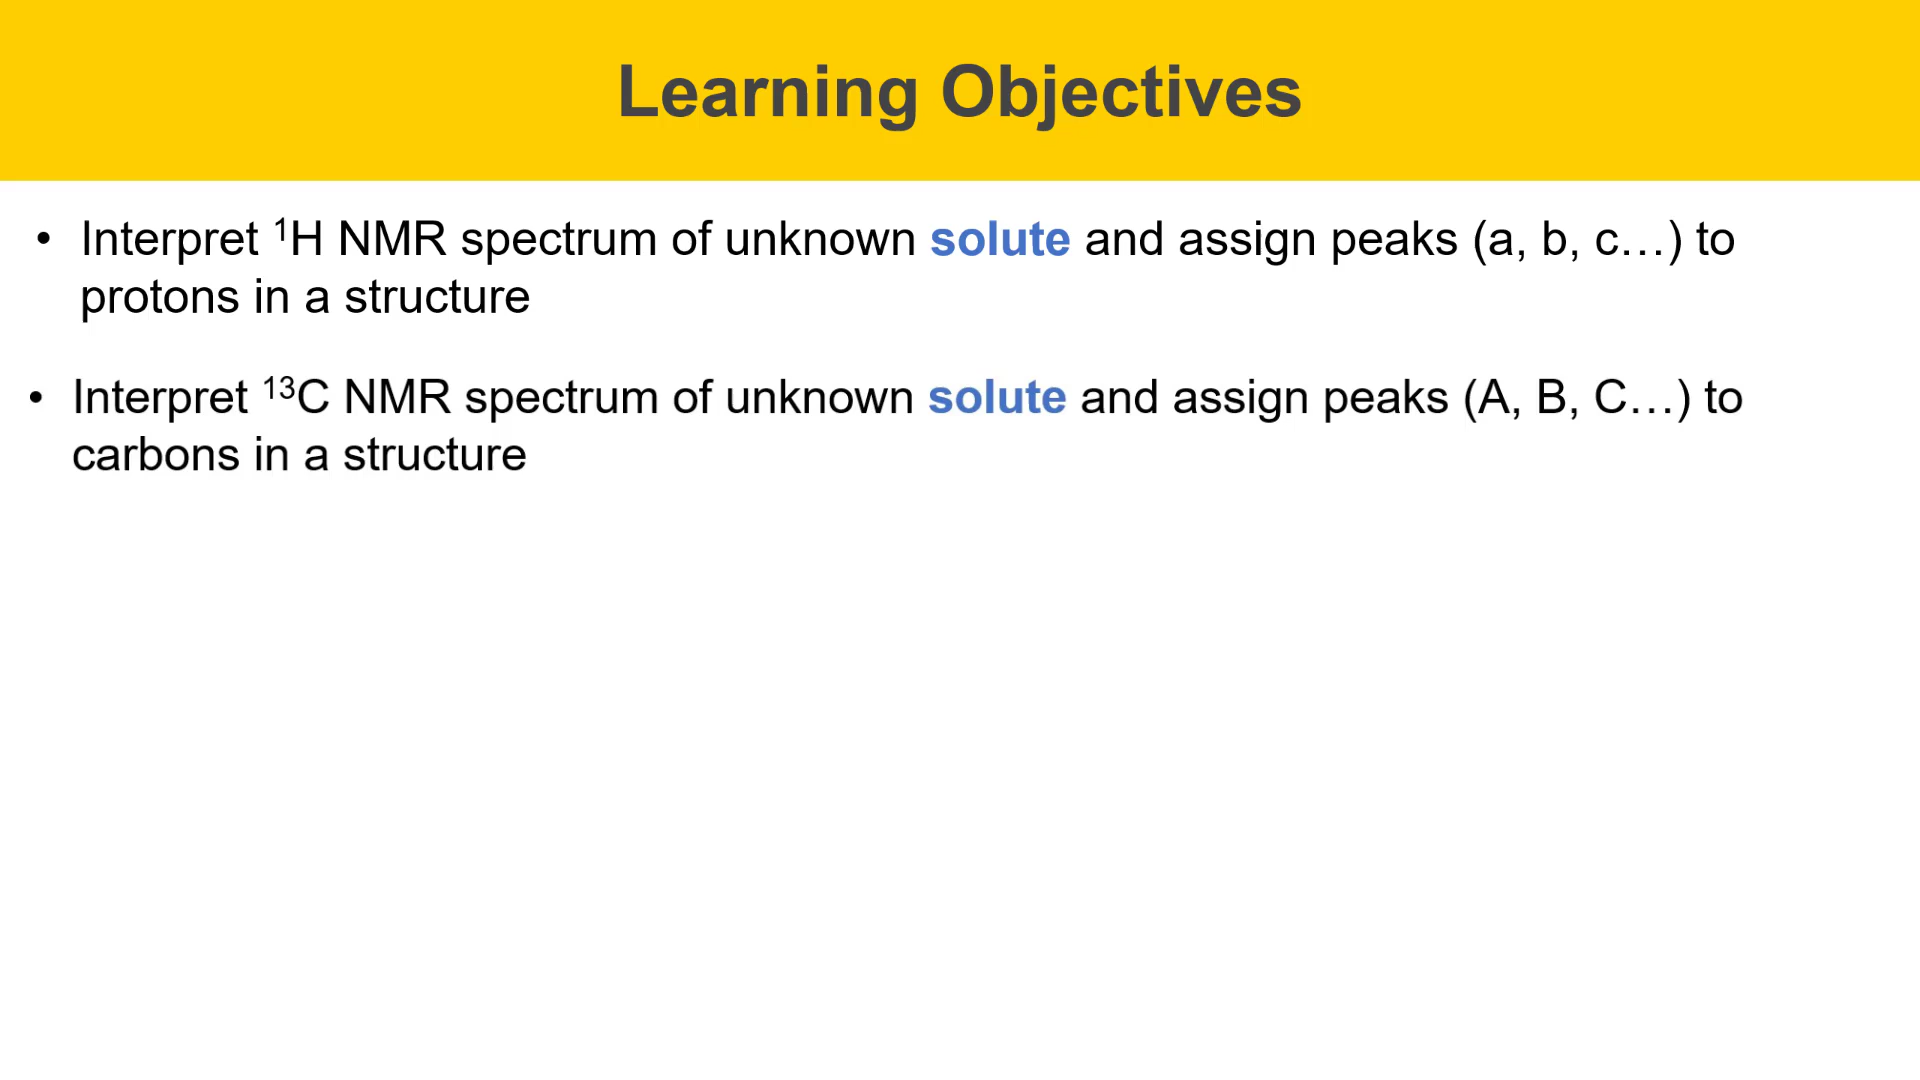 Learning Objectives
• Interpret ¹H NMR spectrum of unknown solute and assign peaks (a, b, c…) to
protons in a structure
• Interpret ¹³C NMR spectrum of unknown solute and assign peaks (A, B, C…) to
carbons in a structure